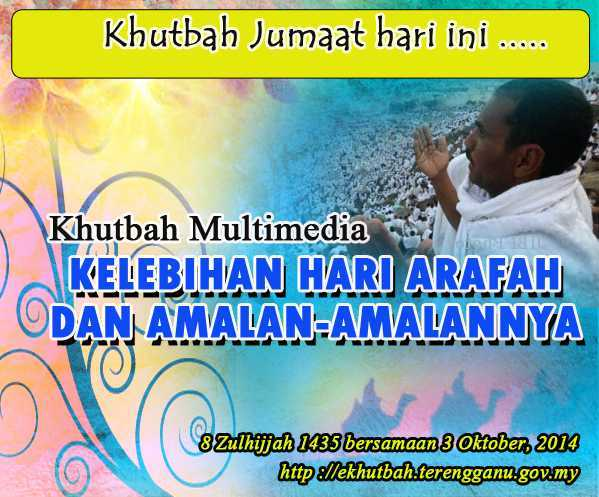 Khutbah Jumaat hari ini .....
Khutbah Multimedia
KELEBIHAN HARI ARAFAH
DAN AMALAN-AMALANNYA
8 Zulhijjah 1435 bersamaan 3 Oktober, 2014
http ://ekhutbah.terengganu.gov.my